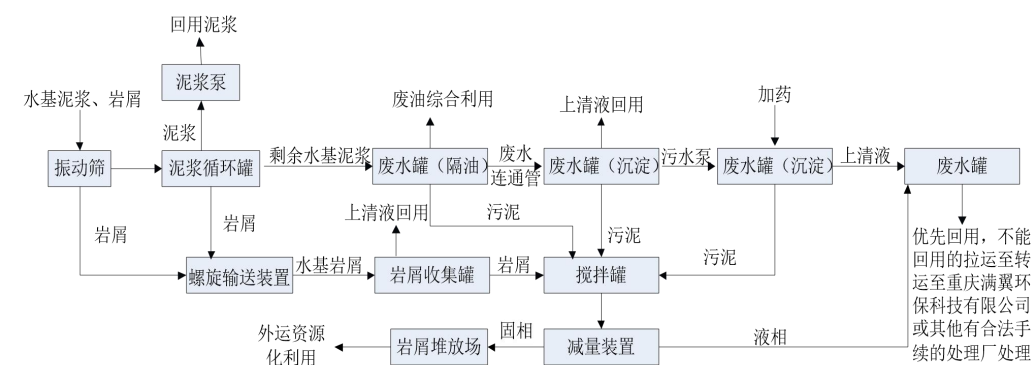 回用泥浆
泥浆泵
水基泥浆、岩屑
泥浆
振动筛
泥浆循环罐
剩余水基泥浆
废油综合利用
废水罐（隔油）
废水
连通管
上清液回用
废水罐（沉淀）
污水泵
加药
废水罐（沉淀）
上清液
废水罐
岩屑
岩屑
上清液回用
污泥
污泥
污泥
螺旋输送装置
水基岩屑
岩屑收集罐
岩屑
搅拌罐
优先回用，不能
回用的拉运至转
运至重庆满翼环
保科技有限公司
或其他有合法手
续的处理厂处理
外运资源
化利用
岩屑堆放场
固相
减量装置
液相